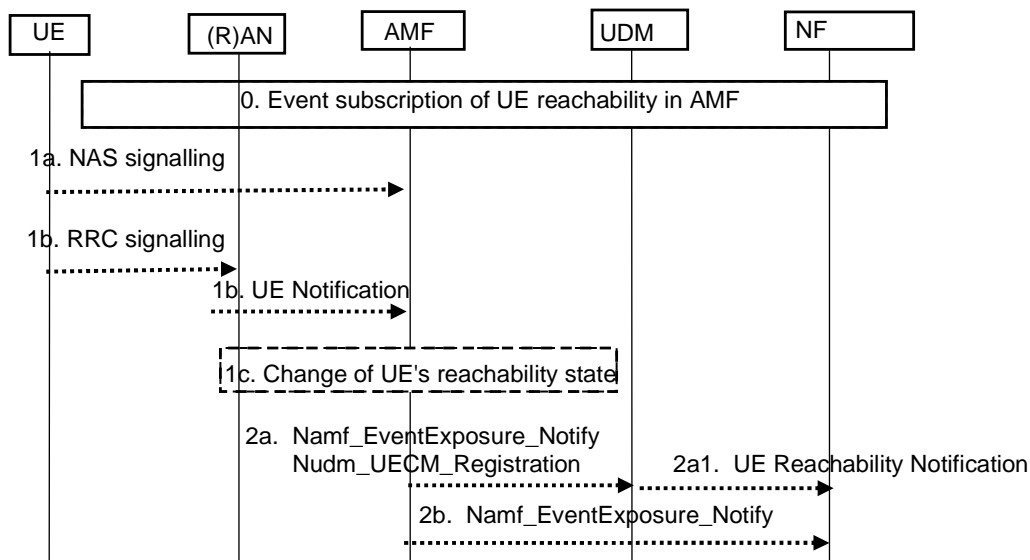 UE
(R)AN
AMF
UDM
NF
0. Event subscription of UE reachability in AMF
1a. NAS signalling
1b. RRC signalling
1b. UE Notification
1c. Change of UE's reachability state
2a. Namf_EventExposure_Notify
Nudm_UECM_Registration
2a1. UE Reachability Notification
2b. Namf_EventExposure_Notify